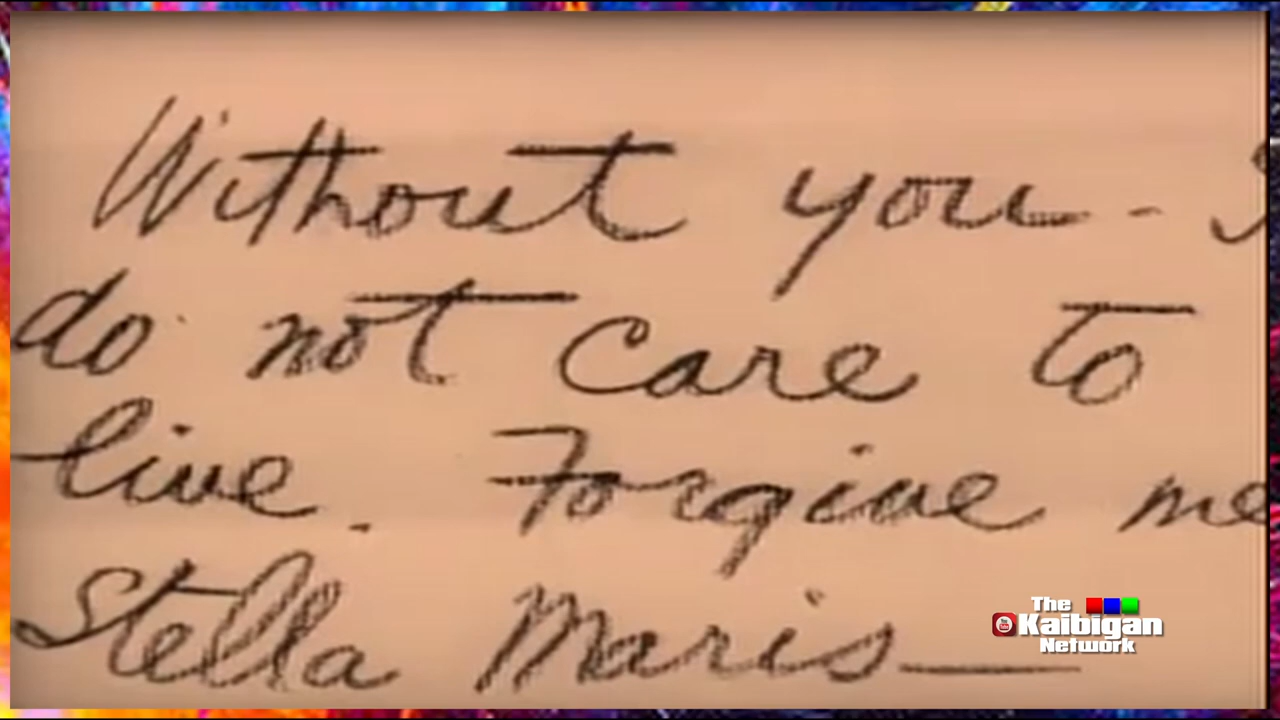 Without you - I
do not care to
live. Forgive me
Stella Maris
The
Kaibigan
Network